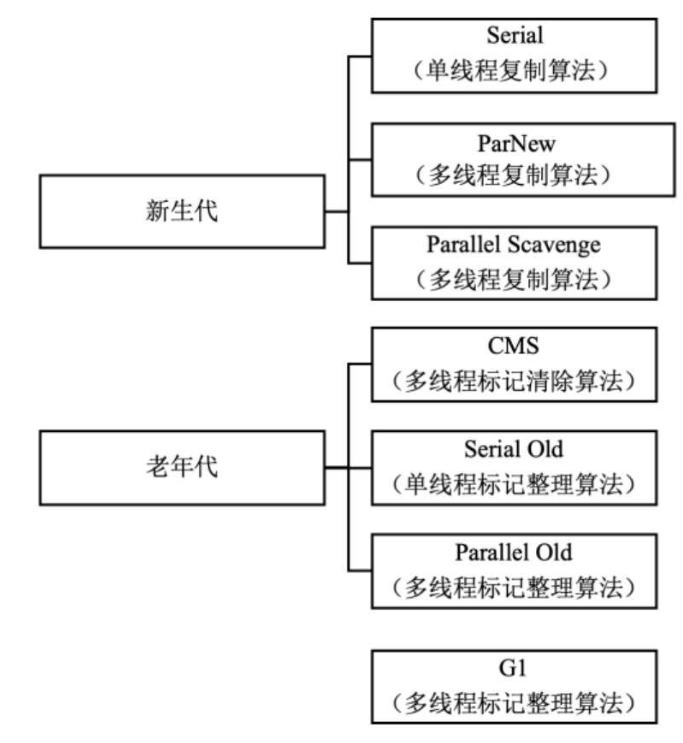 Serial
（单线程复制算法）
ParNew
（多线程复制算法）
新生代
Parallel Scavenge
（多线程复制算法）
CMS
（多线程标记清除算法）
老年代
Serial Old
（单线程标记整理算法）
Parallel Old
（多线程标记整理算法）
G1
（多线程标记整理算法）